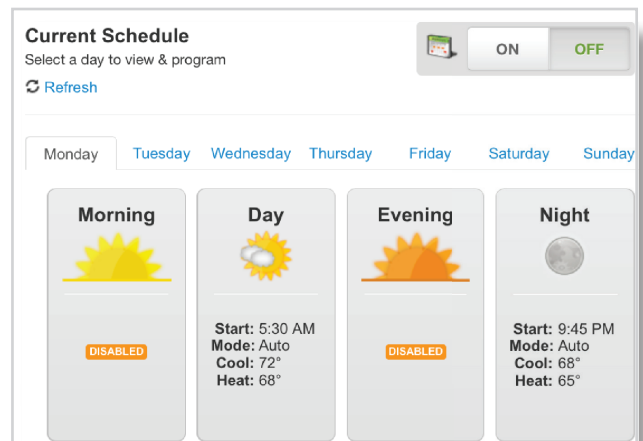 Current Schedule
Select a day to view & program
Refresh
ON OFF
Monday Tuesday Wednesday Thursday Friday Saturday Sunday
Morning
DISABLED
Day
Start: 5:30 AM
Mode: Auto
Cool: 72°
Heat: 68°
Evening
DISABLED
Night
Start: 9:45 PM
Mode: Auto
Cool: 68°
Heat: 65°